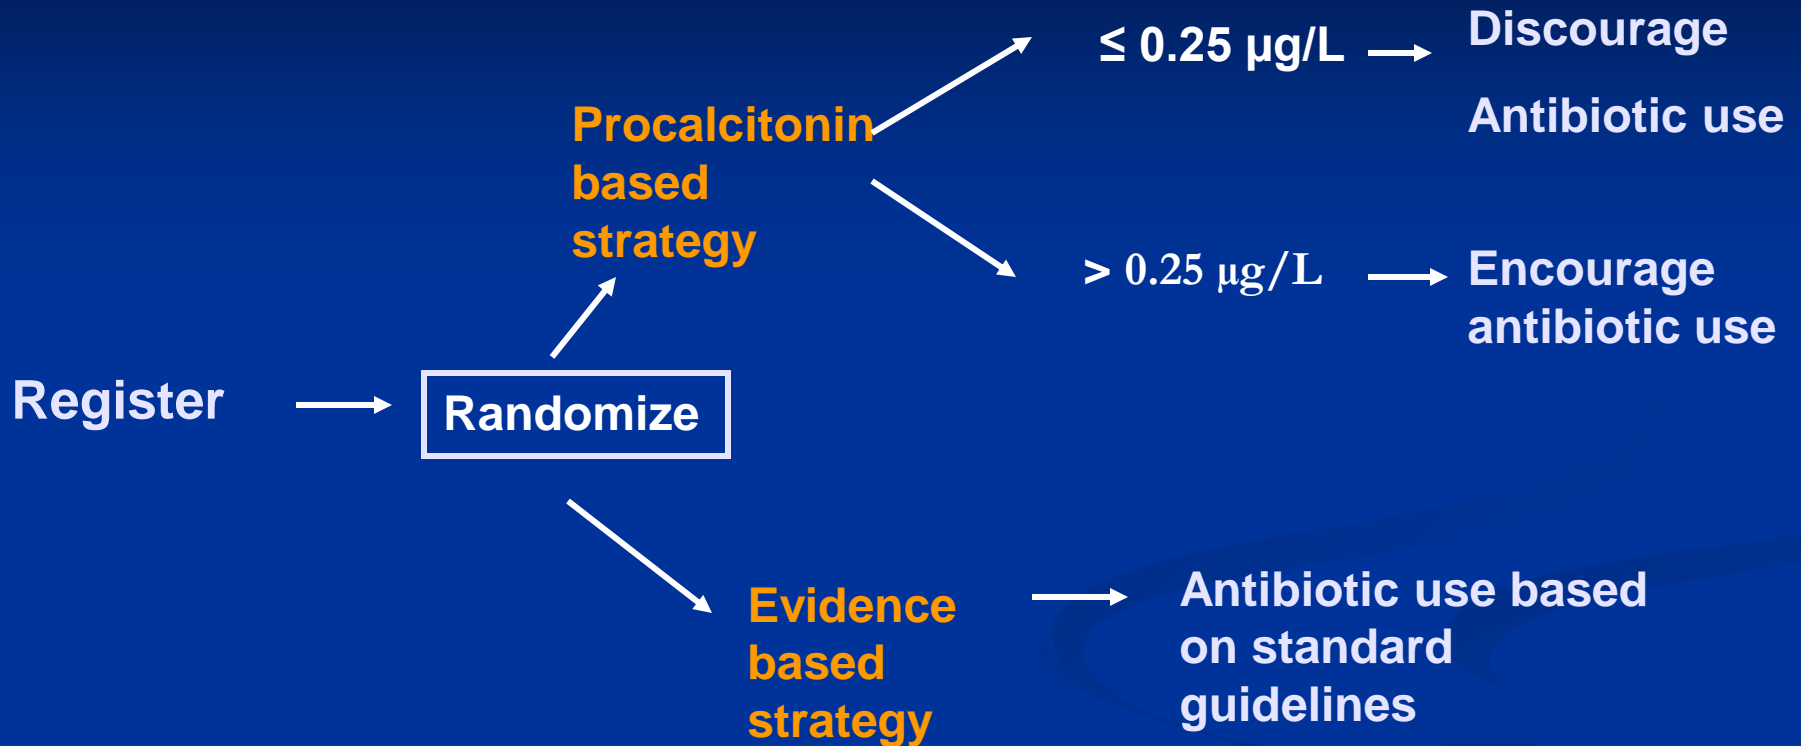 Register
Randomize
Procalcitonin
based
strategy
≤ 0.25 µg/L
Discourage
Antibiotic use
> 0.25 µg/L
Encourage
antibiotic use
Evidence
based
strategy
Antibiotic use based
on standard
guidelines